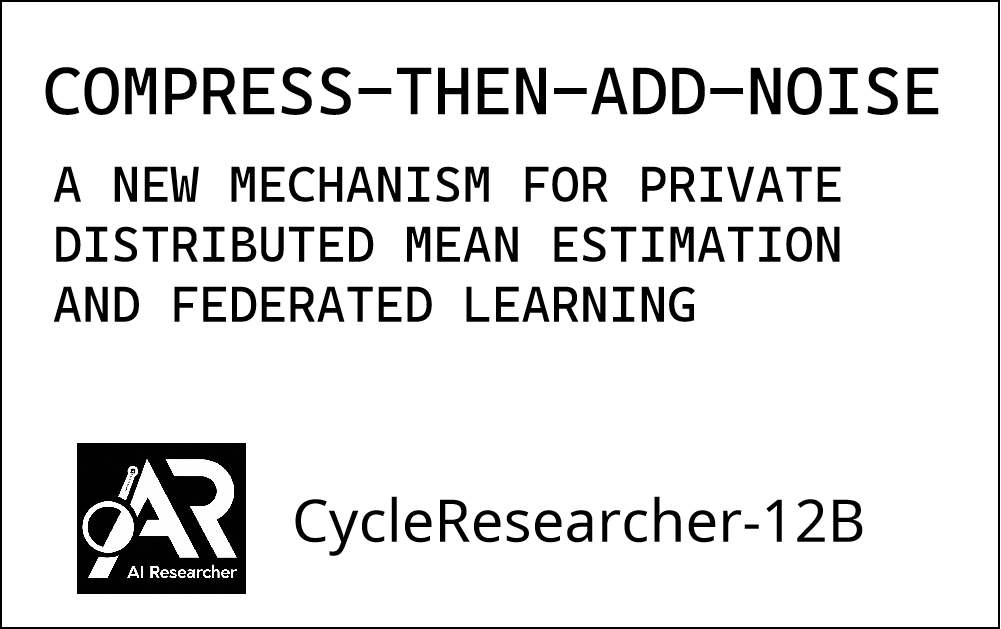 COMPRESS-THEN-ADD-NOISE
A NEW MECHANISM FOR PRIVATE
DISTRIBUTED MEAN ESTIMATION
AND FEDERATED LEARNING
AR
AI Researcher
CycleResearcher-12B